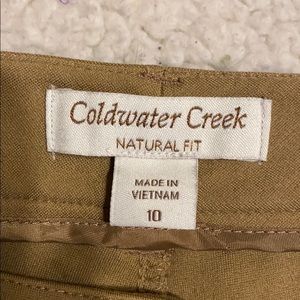 Coldwater Creek
NATURAL FIT
MADE IN
VIETNAM
10